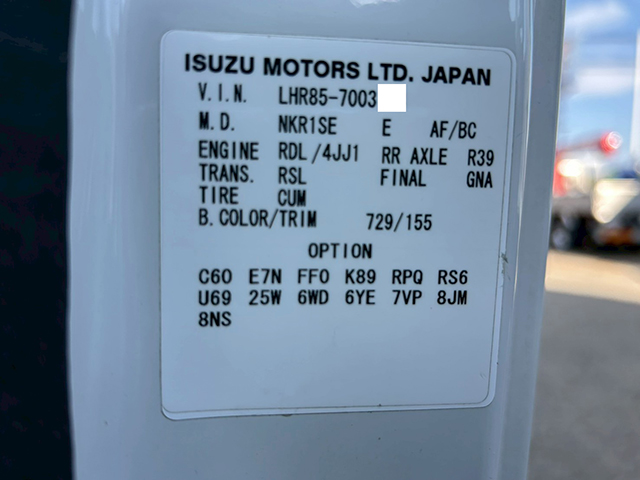 ISUZU MOTORS LTD. JAPAN
V.I.N. LHR85-7003
M.D. NKR1SE E AF/BC
ENGINE RDL/4JJ1 RR AXLE R39
TRANS. RSL FINAL GNA
TIRE CUM
B.COLOR/TRIM 729/155
OPTION
C60 E7N FF0 K89 RPQ RS6
U69 25W 6WD 6YE 7VP 8JM
8NS